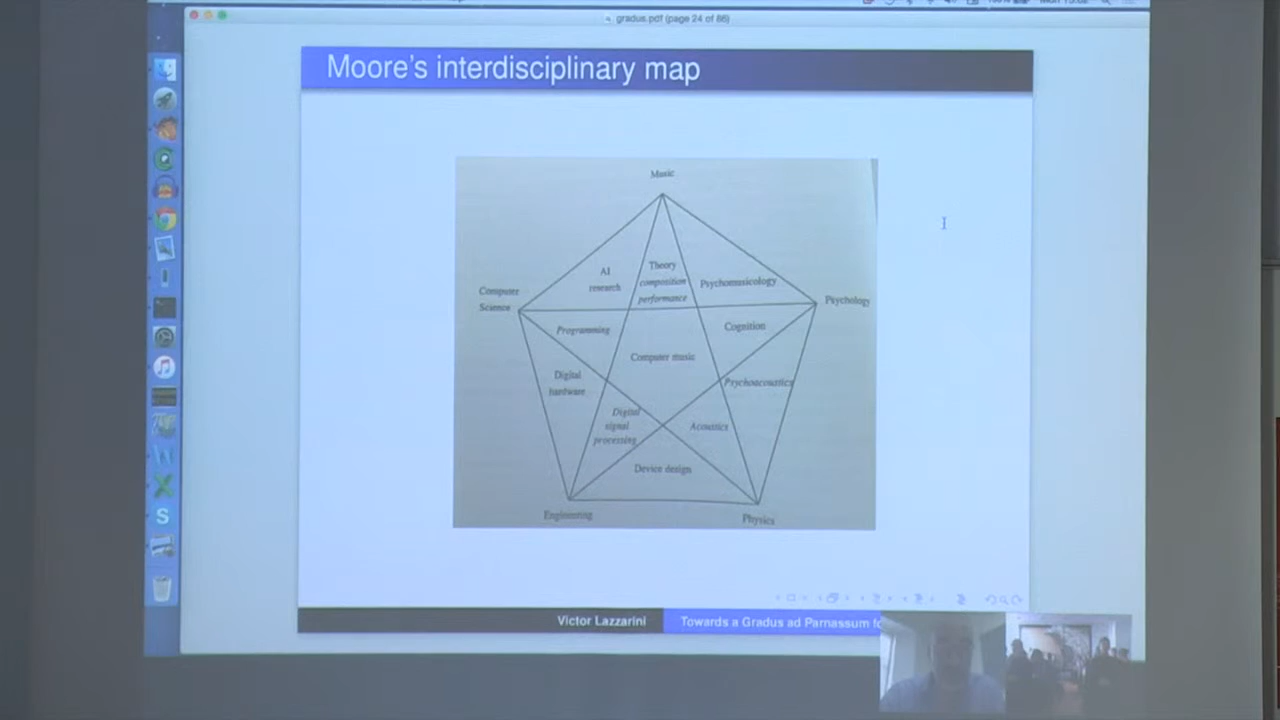 gradus.pdf (page 24 of 86)
Moore's interdisciplinary map
Music
AI
research
Theory
composition
performance
Psychomusicology
Computer
Science
Psychology
Programming
Cognition
Computer music
Digital
hardware
Psychoacoustics
Digital
signal
processing
Acoustics
Device design
Engineering
Physics
Victor Lazzarini
Towards a Gradus ad Parnassum fo